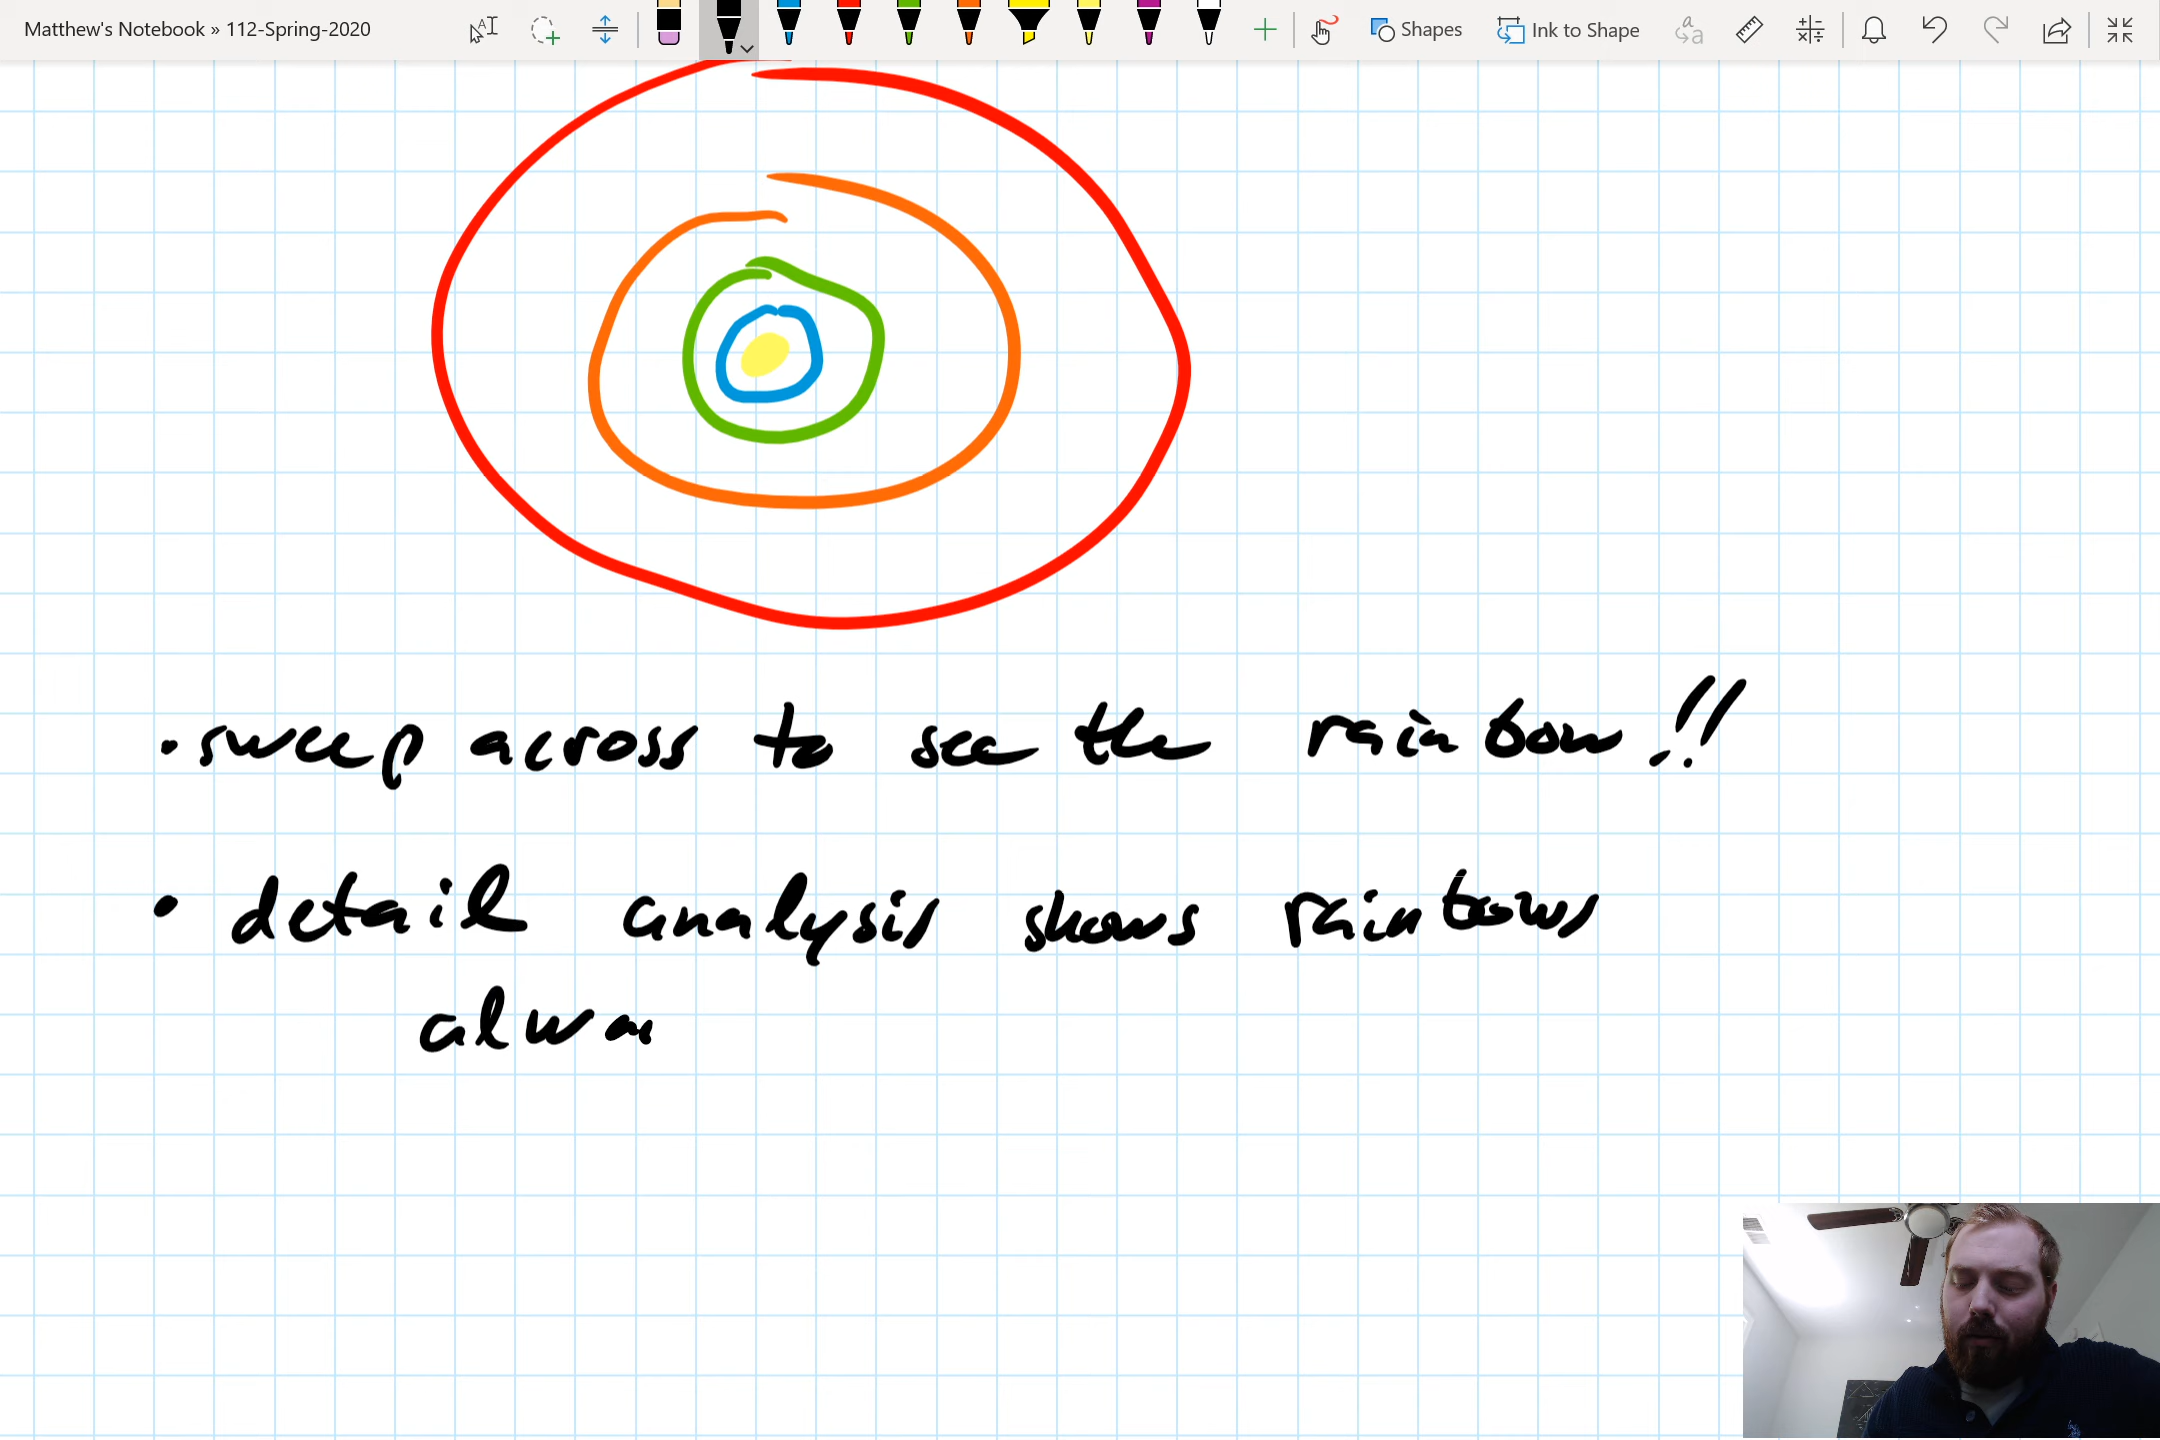 Matthew's Notebook » 112-Spring-2020
Shapes
Ink to Shape
• sweep across to see the rainbow!!
• detail analysis shows rainbows
alwa